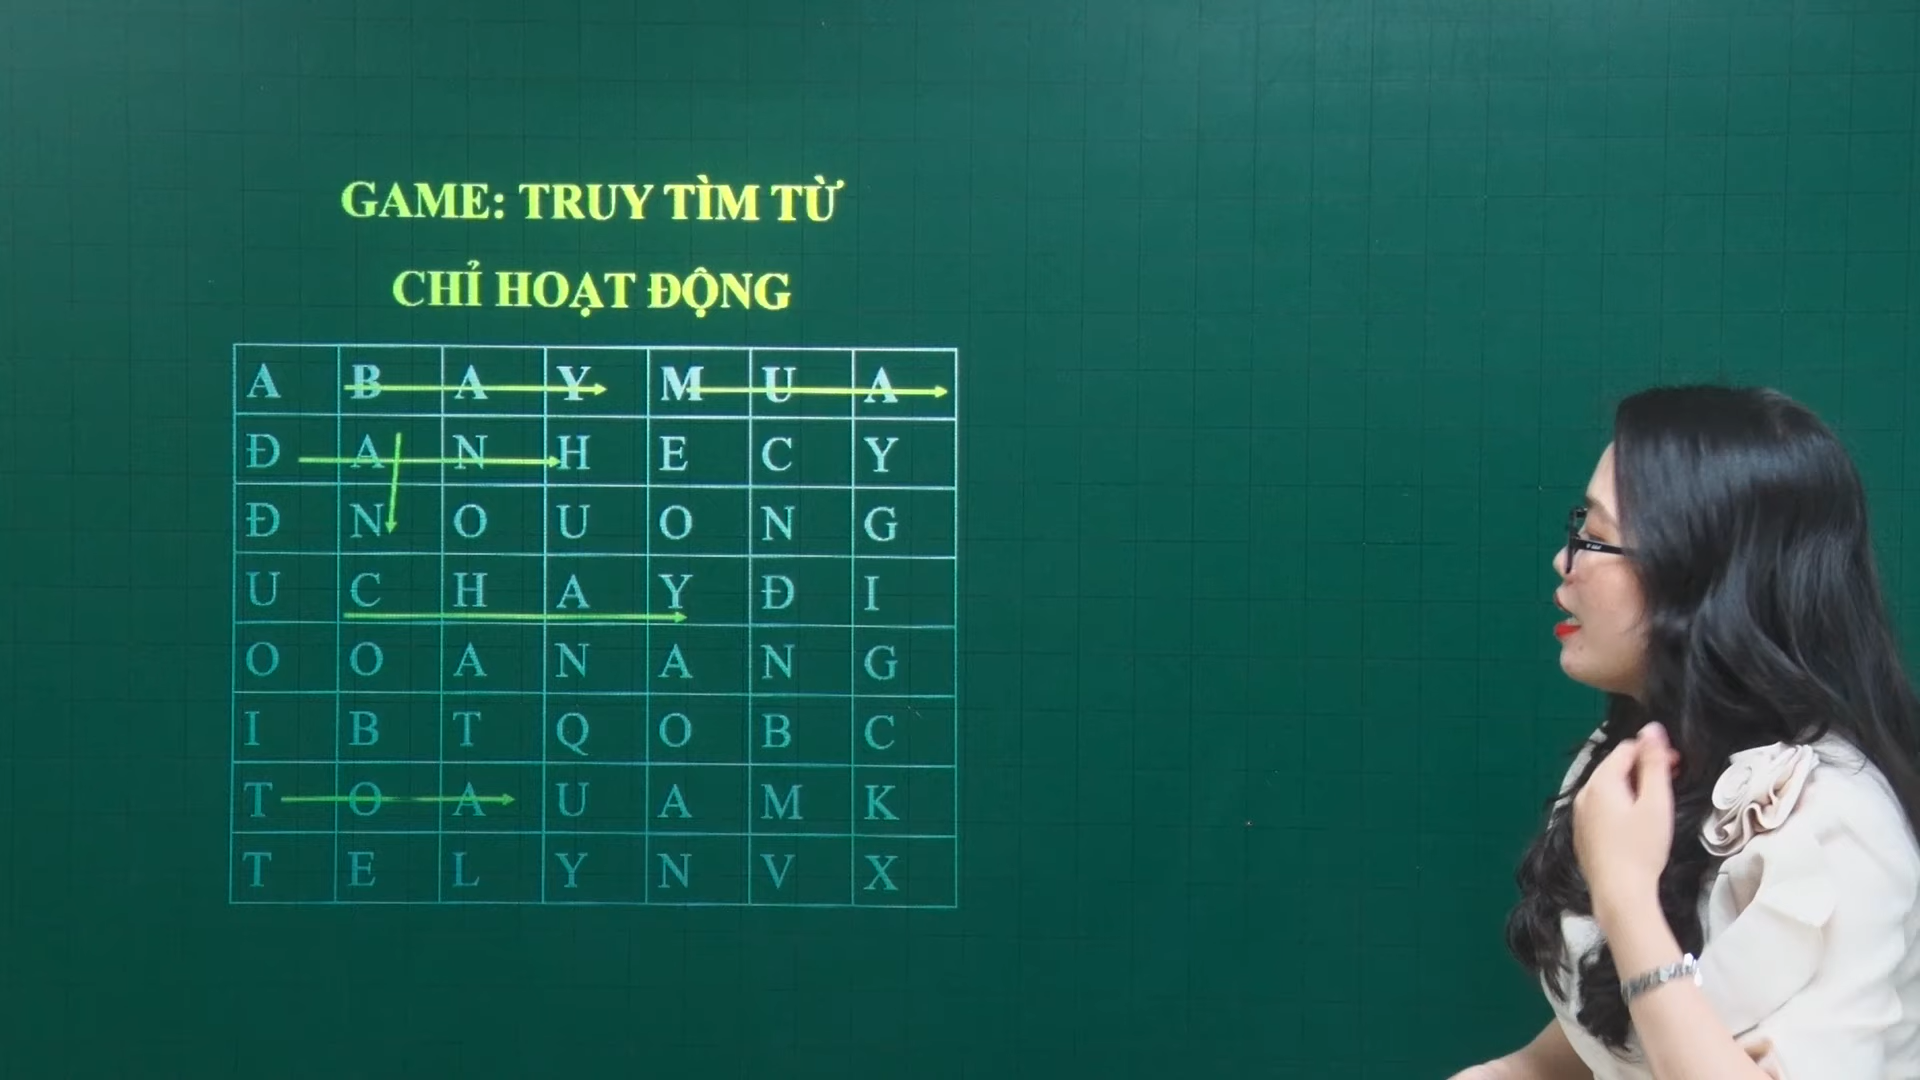 GAME: TRUY TÌM TỪ
CHỈ HOẠT ĐỘNG
A B A Y M U A
Đ A N H E C Y
Đ N O U O N G
U C H A Y Đ I
O O A N A N G
I B T Q O B C
T O A U A M K
T E L Y N V X